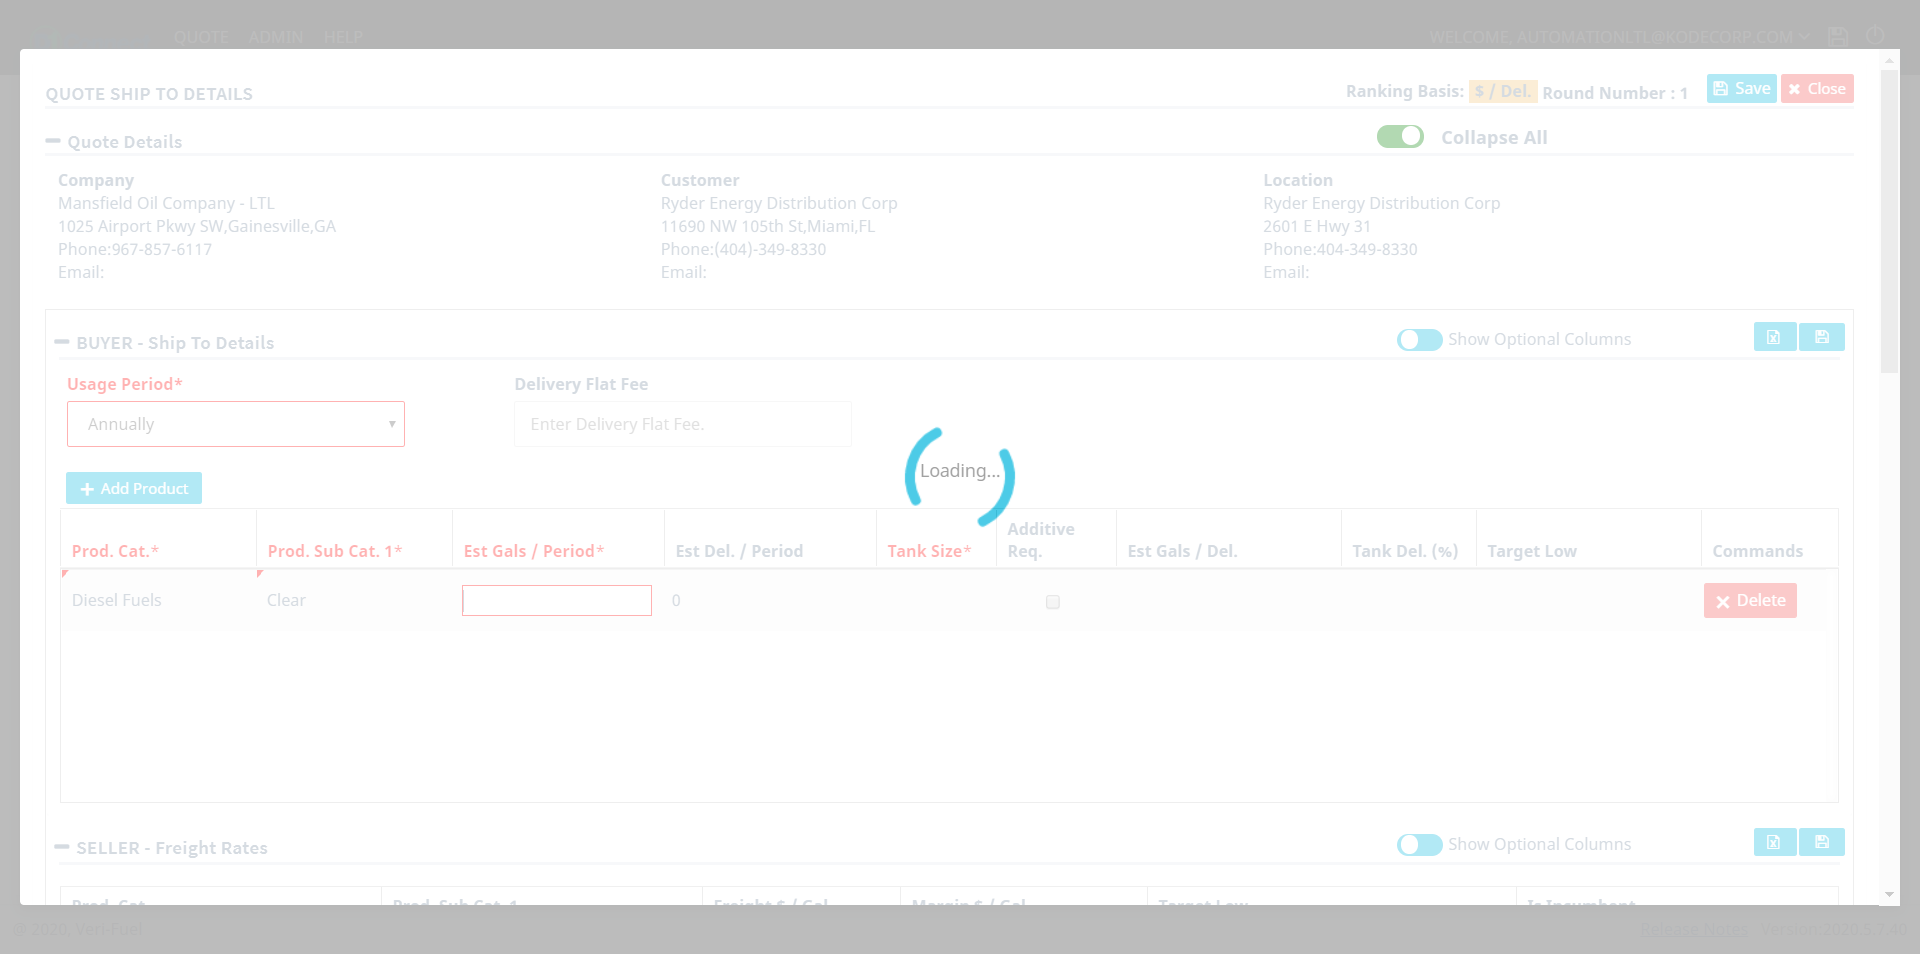 QUOTE ADMIN HELP
WELCOME, AUTOMATIONLTL@KODECORP.COM
QUOTE SHIP TO DETAILS
Ranking Basis: $ / Del. Round Number : 1
Save
Close
Quote Details
Collapse All
Company
Mansfield Oil Company - LTL
1025 Airport Pkwy SW,Gainesville,GA
Phone:967-857-6117
Email:
Customer
Ryder Energy Distribution Corp
11690 NW 105th St,Miami,FL
Phone:(404)-349-8330
Email:
Location
Ryder Energy Distribution Corp
2601 E Hwy 31
Phone:404-349-8330
Email:
BUYER - Ship To Details
Show Optional Columns
Usage Period*
Annually
Delivery Flat Fee
Enter Delivery Flat Fee.
Loading...
Add Product
Prod. Cat.*
Prod. Sub Cat. 1*
Est Gals / Period*
Est Del. / Period
Tank Size*
Additive
Req.
Est Gals / Del.
Tank Del. (%)
Target Low
Commands
Diesel Fuels
Clear
0
Delete
SELLER - Freight Rates
Show Optional Columns
Prod. Cat.
Prod. Sub Cat. 1
Freight $ / Gal
Margin $ / Gal
Target Low
Is Incumbent
© 2020, Veri-Fuel
Release Notes